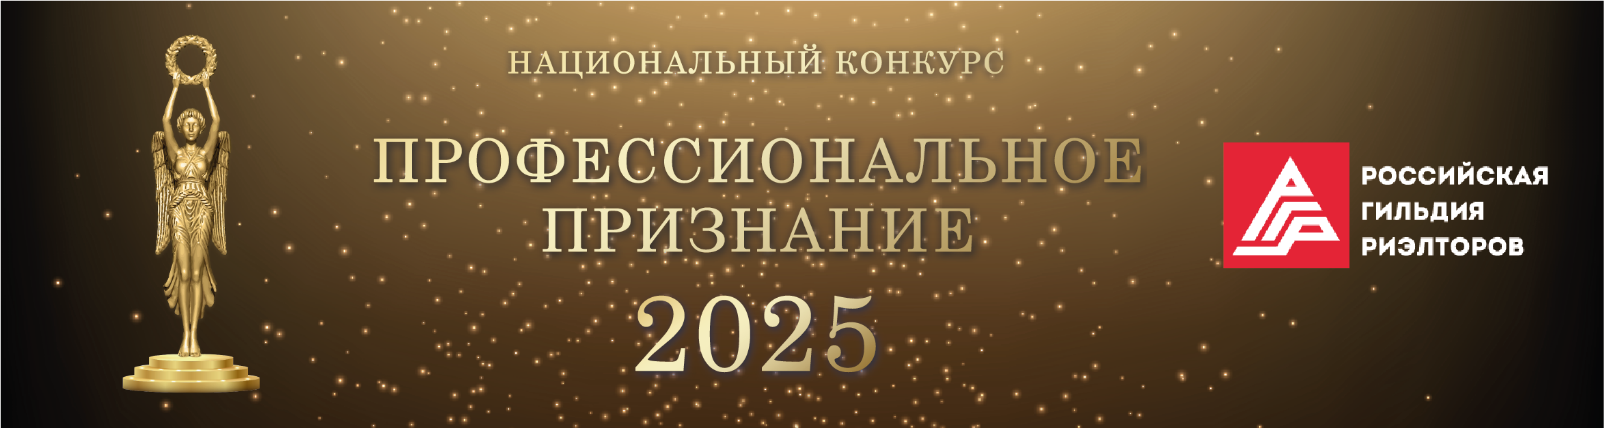 НАЦИОНАЛЬНЫЙ КОНКУРС
ПРОФЕССИОНАЛЬНОЕ
ПРИЗНАНИЕ
2025
РОССИЙСКАЯ
ГИЛЬДИЯ
РИЭЛТОРОВ